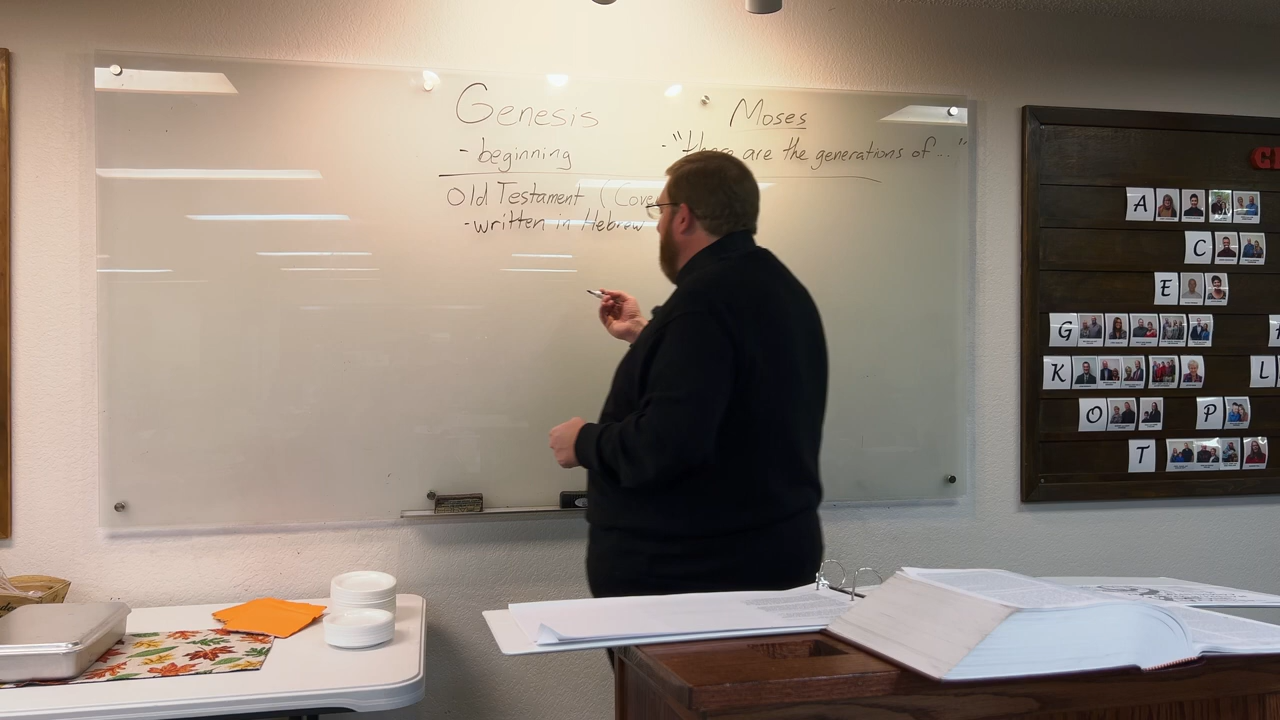 Genesis
- beginning
Old Testament (Cove
- written in Hebrew
Moses
- "these are the generations of ... "
A
C
E
G
K
L
O
P
T